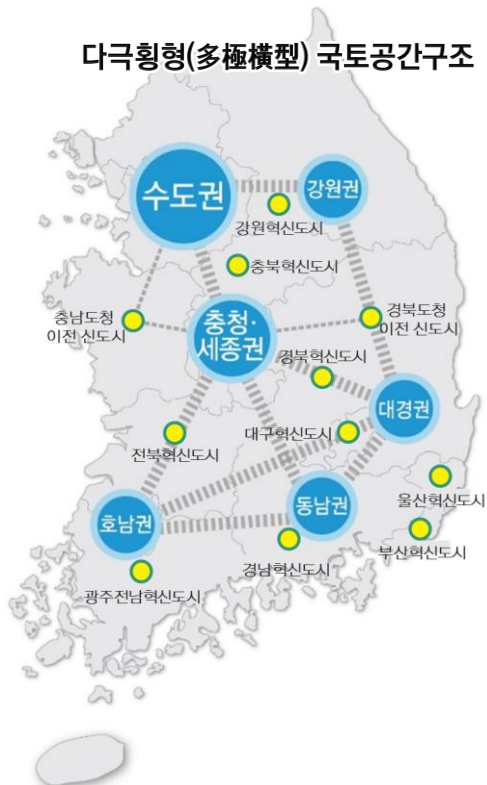 다극횡형(多極橫型) 국토공간구조
수도권
강원권
강원혁신도시
충북혁신도시
충남도청
이전 신도시
충청·
세종권
경북도청
이전 신도시
경북혁신도시
대경권
전북혁신도시
대구혁신도시
울산혁신도시
호남권
동남권
부산혁신도시
경남혁신도시
광주전남혁신도시